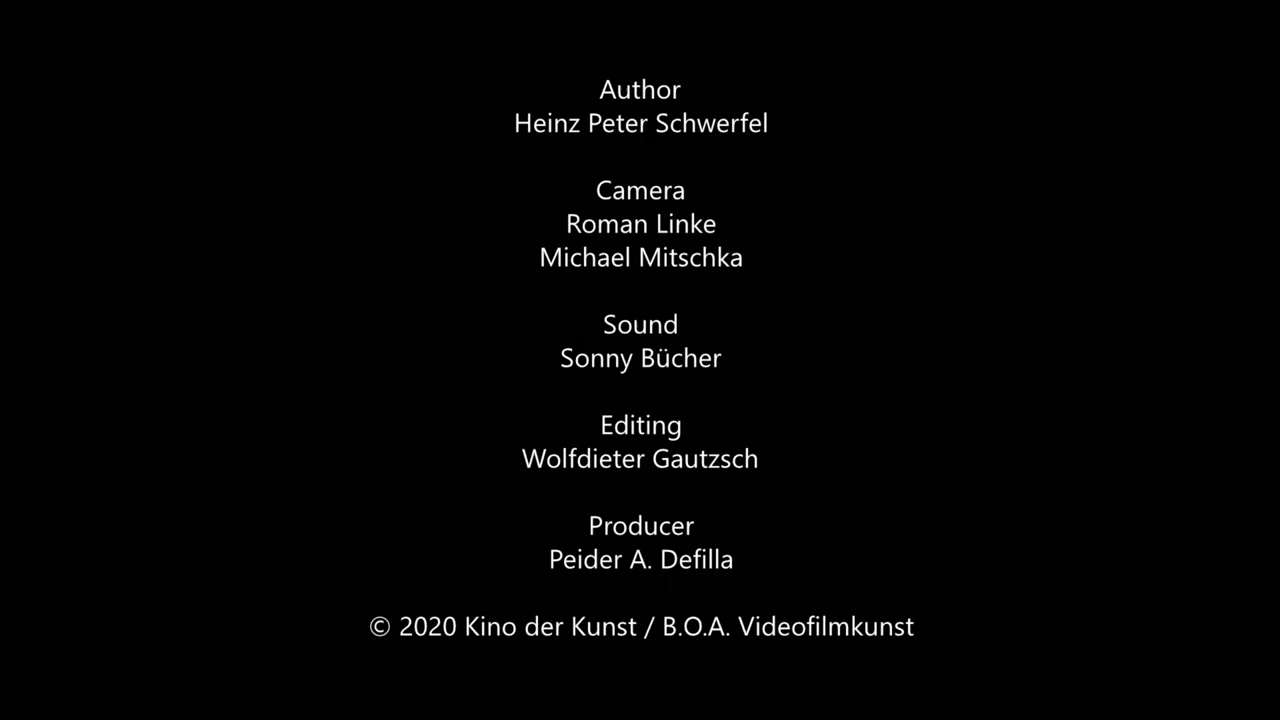 Author
Heinz Peter Schwerfel
Camera
Roman Linke
Michael Mitschka
Sound
Sonny Bücher
Editing
Wolfdieter Gautzsch
Producer
Peider A. Defilla
© 2020 Kino der Kunst / B.O.A. Videofilmkunst